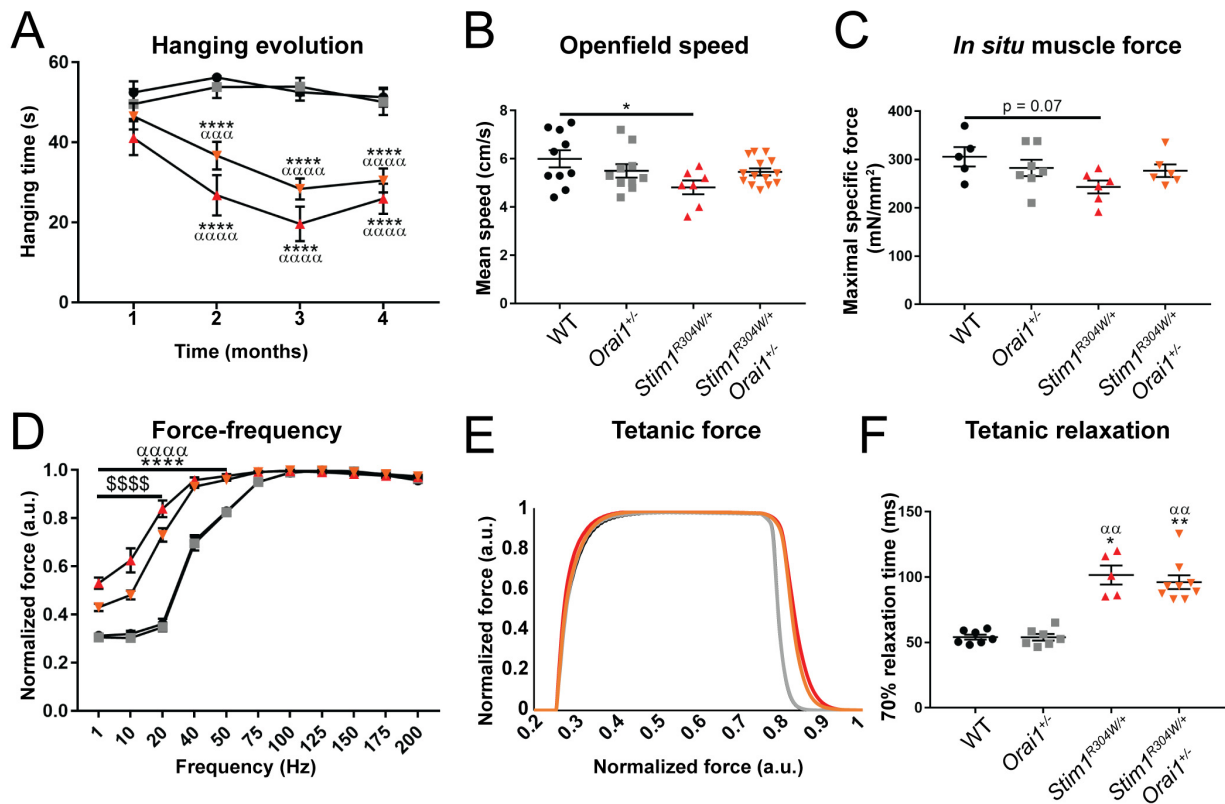 A
Hanging evolution
Hanging time (s)
60
40
20
0
****
ααα
****
αααα
****
αααα
****
αααα
****
αααα
****
αααα
1
2
3
4
Time (months)
B
Openfield speed
Mean speed (cm/s)
8
6
4
2
0
*
WT
Orai1+/-
Stim1R304W/+
Stim1R304W/+
Orai1+/-
C
In situ muscle force
Maximal specific force
(mN/mm²)
400
300
200
100
0
p = 0.07
WT
Orai1+/-
Stim1R304W/+
Stim1R304W/+
Orai1+/-
D
Force-frequency
Normalized force (a.u.)
1.0
0.8
0.6
0.4
0.2
0.0
αααα
****
$$$$
1
10
20
40
50
75
100
125
150
175
200
Frequency (Hz)
E
Tetanic force
Normalized force (a.u.)
1
0.8
0.6
0.4
0.2
0
0.2
0.3
0.4
0.5
0.6
0.7
0.8
0.9
1
Normalized force (a.u.)
F
Tetanic relaxation
70% relaxation time (ms)
150
100
50
0
αα
*
αα
**
WT
Orai1+/-
Stim1R304W/+
Stim1R304W/+
Orai1+/-